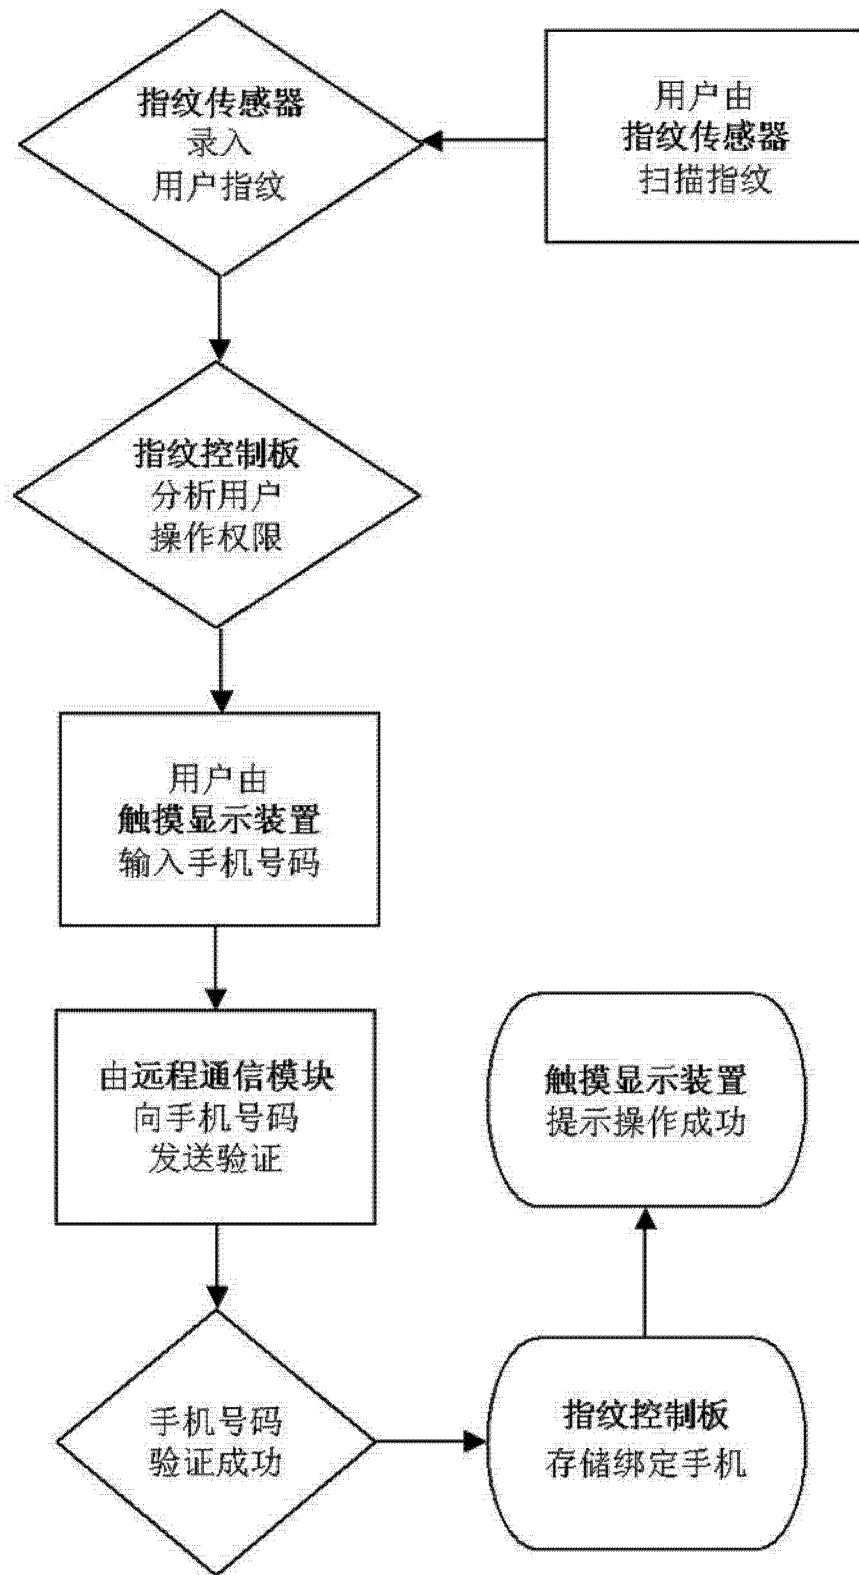 用户由
指纹传感器
扫描指纹
指纹传感器
录入
用户指纹
指纹控制板
分析用户
操作权限
用户由
触摸显示装置
输入手机号码
由远程通信模块
向手机号码
发送验证
手机号码
验证成功
指纹控制板
存储绑定手机
触摸显示装置
提示操作成功